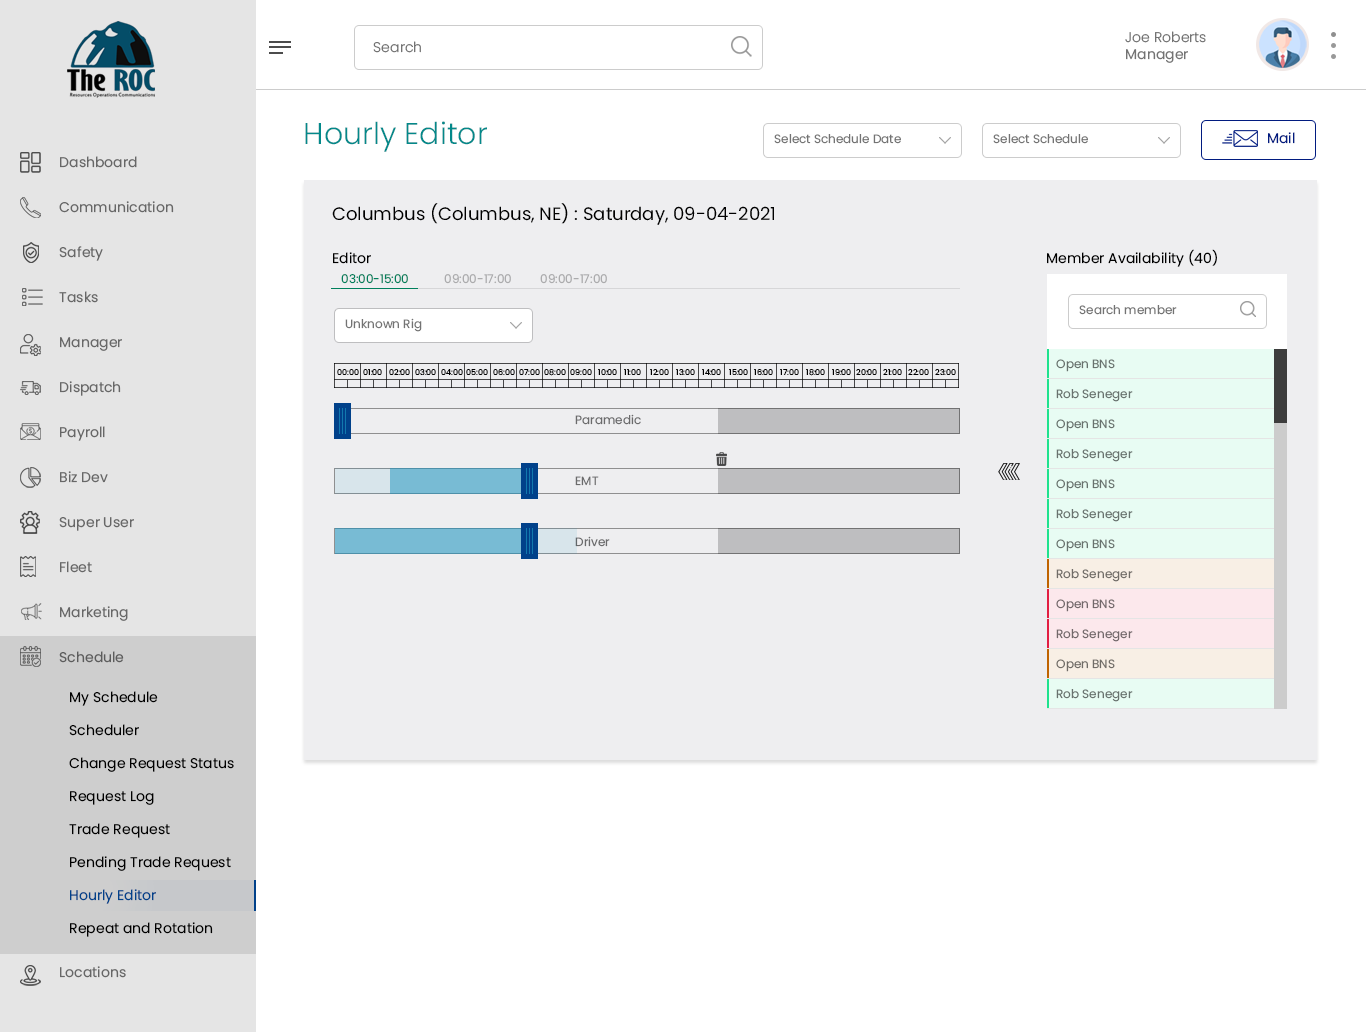 The ROC
Resources Operations Communications
Search
Joe Roberts
Manager
Dashboard
Communication
Safety
Tasks
Manager
Dispatch
Payroll
Biz Dev
Super User
Fleet
Marketing
Schedule
My Schedule
Scheduler
Change Request Status
Request Log
Trade Request
Pending Trade Request
Hourly Editor
Repeat and Rotation
Locations
Hourly Editor
Select Schedule Date
Select Schedule
Mail
Columbus (Columbus, NE) : Saturday, 09-04-2021
Editor
03:00-15:00 09:00-17:00 09:00-17:00
Unknown Rig
00:00 01:00 02:00 03:00 04:00 05:00 06:00 07:00 08:00 09:00 10:00 11:00 12:00 13:00 14:00 15:00 16:00 17:00 18:00 19:00 20:00 21:00 22:00 23:00
Paramedic
EMT
Driver
Member Availability (40)
Search member
Open BNS
Rob Seneger
Open BNS
Rob Seneger
Open BNS
Rob Seneger
Open BNS
Rob Seneger
Open BNS
Rob Seneger
Open BNS
Rob Seneger